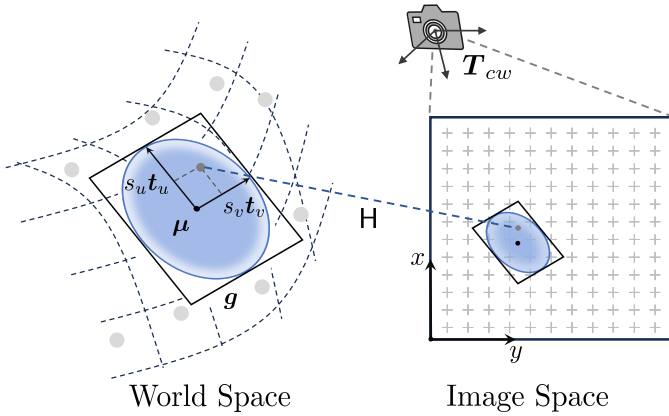 T_cw
s_u t_u
s_v t_v
μ
H
g
x
y
World Space
Image Space